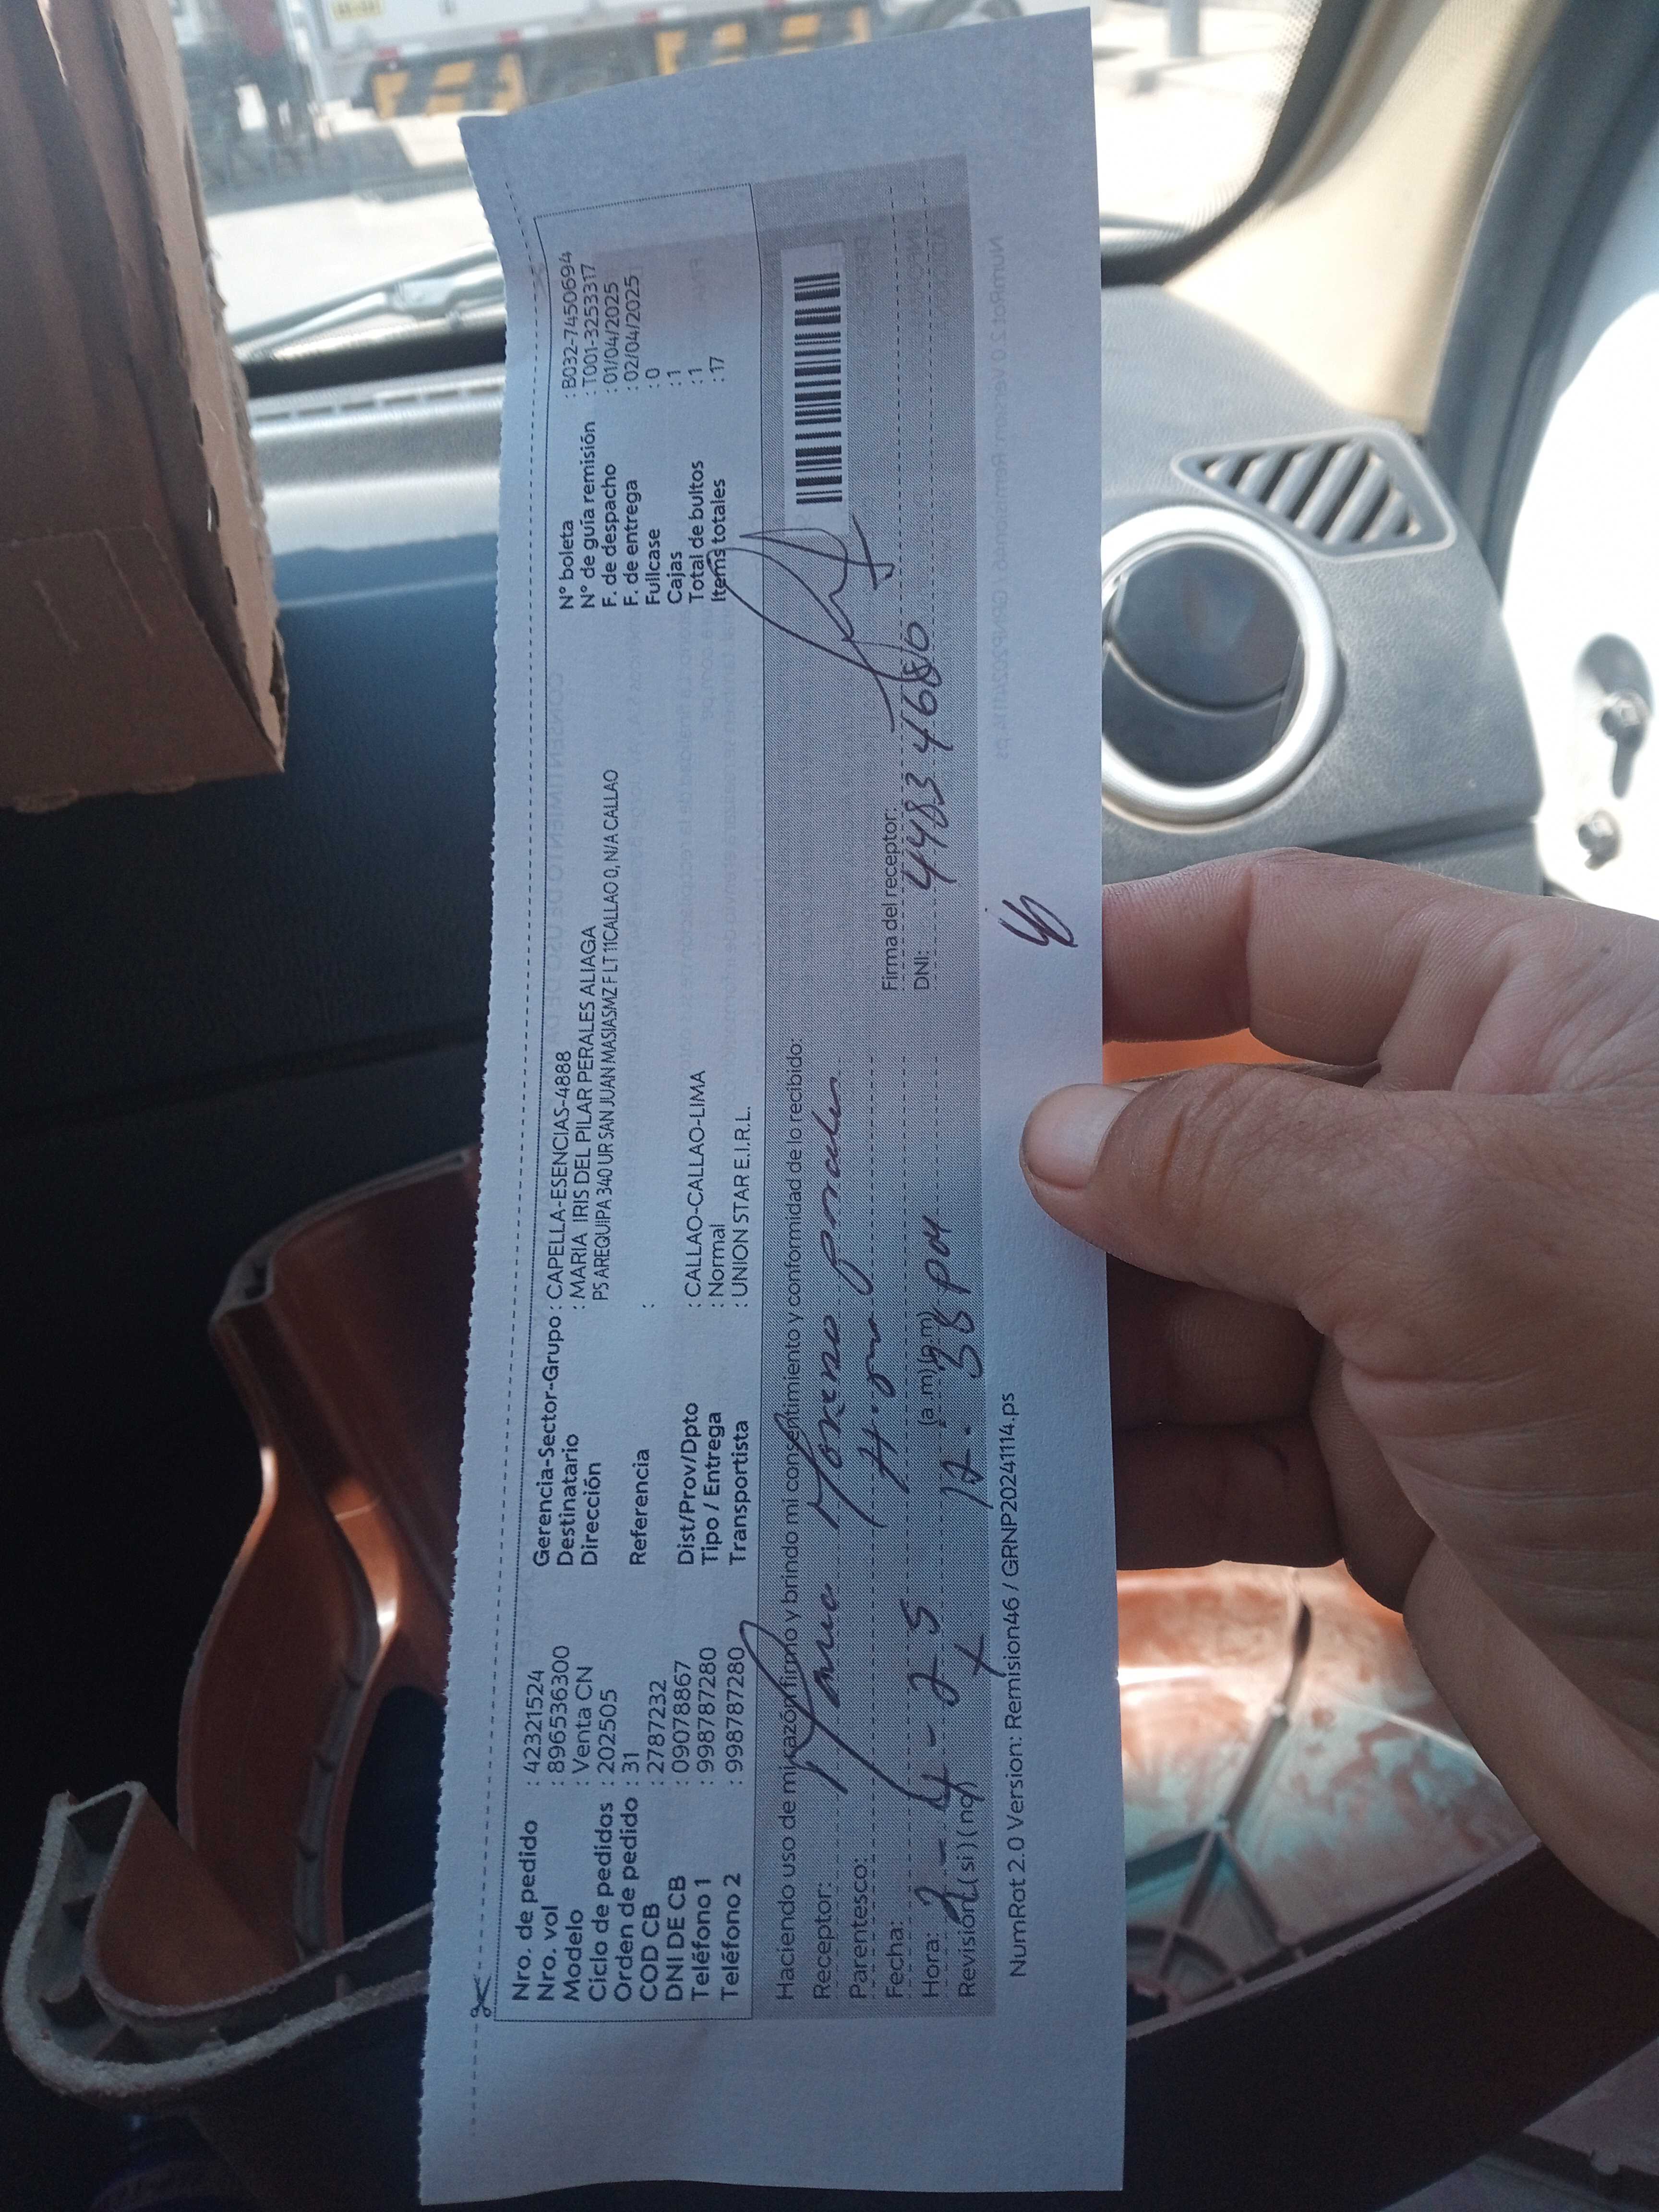 Nro. de pedido : 42321524
Nro. vol : 896536300
Modelo : Venta CN
Ciclo de pedidos : 202505
Orden de pedido : 31
COD CB : 2787232
DNI DE CB : 09078867
Teléfono 1 : 998787280
Teléfono 2 : 998787280
Gerencia-Sector-Grupo : CAPELLA-ESENCIAS-4888
Destinatario : MARIA IRIS DEL PILAR PERALES ALIAGA
Dirección PS AREQUIPA 340 UR SAN JUAN MASIASMZ F LT 11CALLAO 0, N/A CALLAO
Referencia :
Dist/Prov/Dpto : CALLAO-CALLAO-LIMA
Tipo / Entrega : Normal
Transportista : UNION STAR E.I.R.L.
N° boleta : B032-7450694
N° de guía remisión : T001-3253317
F. de despacho : 01/04/2025
F. de entrega : 02/04/2025
Fullcase : 0
Cajas : 1
Total de bultos : 1
Items totales : 17
Haciendo uso de mi razón firmo y brindo mi consentimiento y conformidad de lo recibido:
Receptor: Moreno
Parentesco:
Fecha: 2-4-25
Hora: (a.m)(p.m) 12:38 pm
Revisión (si) (no)
Firma del receptor:
DNI: 44834686
NumRot 2.0 Version: Remision46 / GRNP20241114.ps